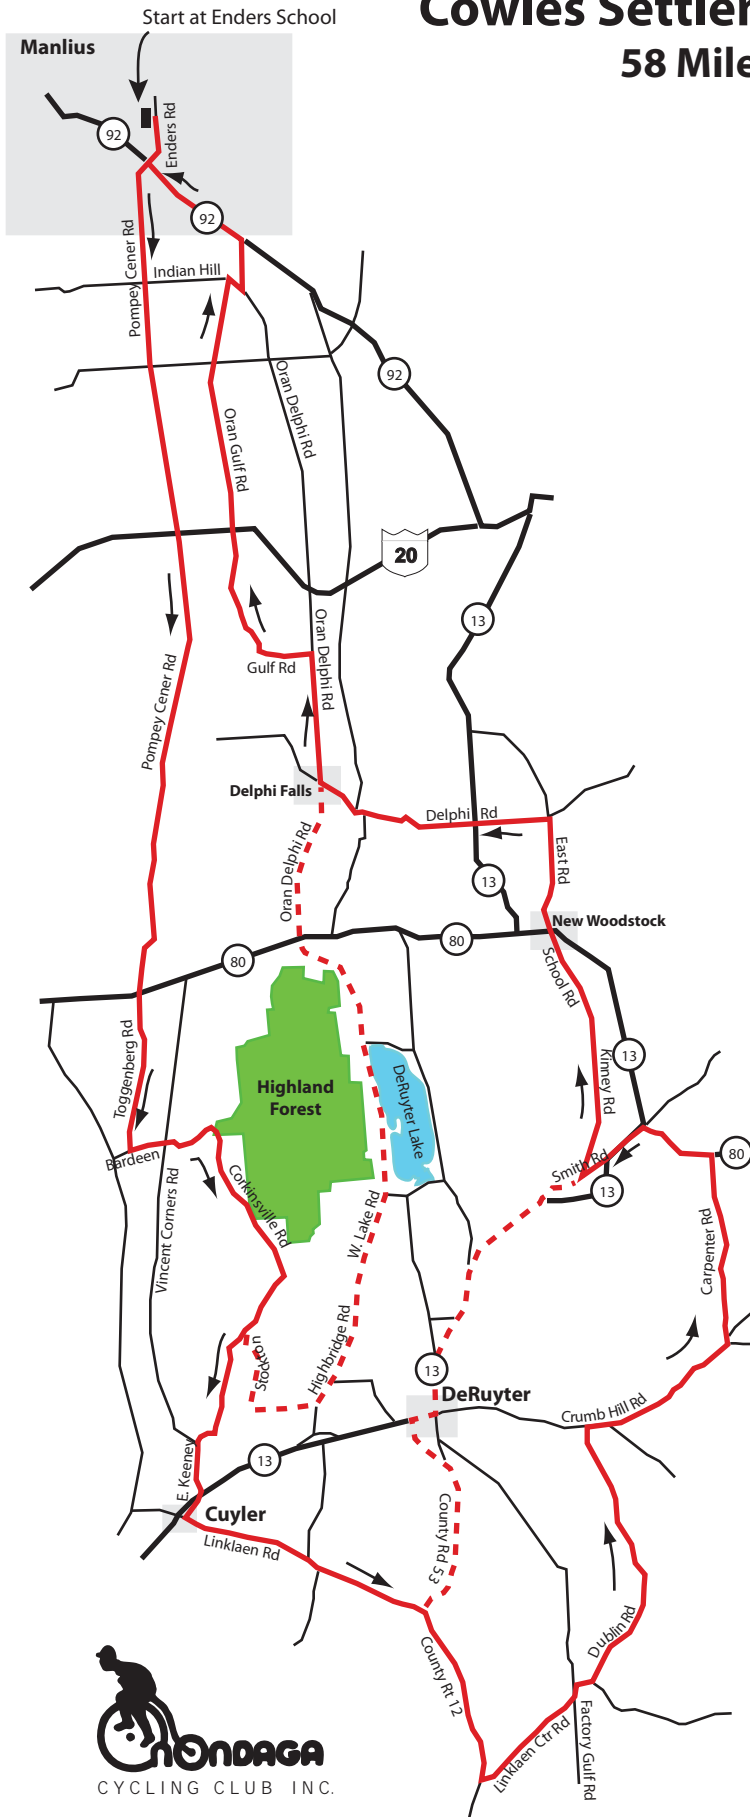 Start at Enders School
Cowles Settle
58 Mile
Manlius
92
Enders Rd
92
Pompey Cener Rd
Indian Hill
92
Oran Delphi Rd
Oran Gulf Rd
20
13
Oran Delphi Rd
Gulf Rd
Pompey Cener Rd
Delphi Falls
Delphi Rd
Oran Delphi Rd
East Rd
13
New Woodstock
80
80
School Rd
Toggenberg Rd
Kinney Rd
13
Highland
Forest
DeRuyter Lake
Bardeen
Smith Rd
80
13
Corkinsville Rd
Vincent Corners Rd
W. Lake Rd
Carpenter Rd
Stockton
Highbridge Rd
13
DeRuyter
Crumb Hill Rd
13
E. Keeney
Cuyler
County Rd 53
Linklaen Rd
Dublin Rd
County Rt 12
Linklaen Ctr Rd
Factory Gulf Rd
OnONDAGA
CYCLING CLUB INC.